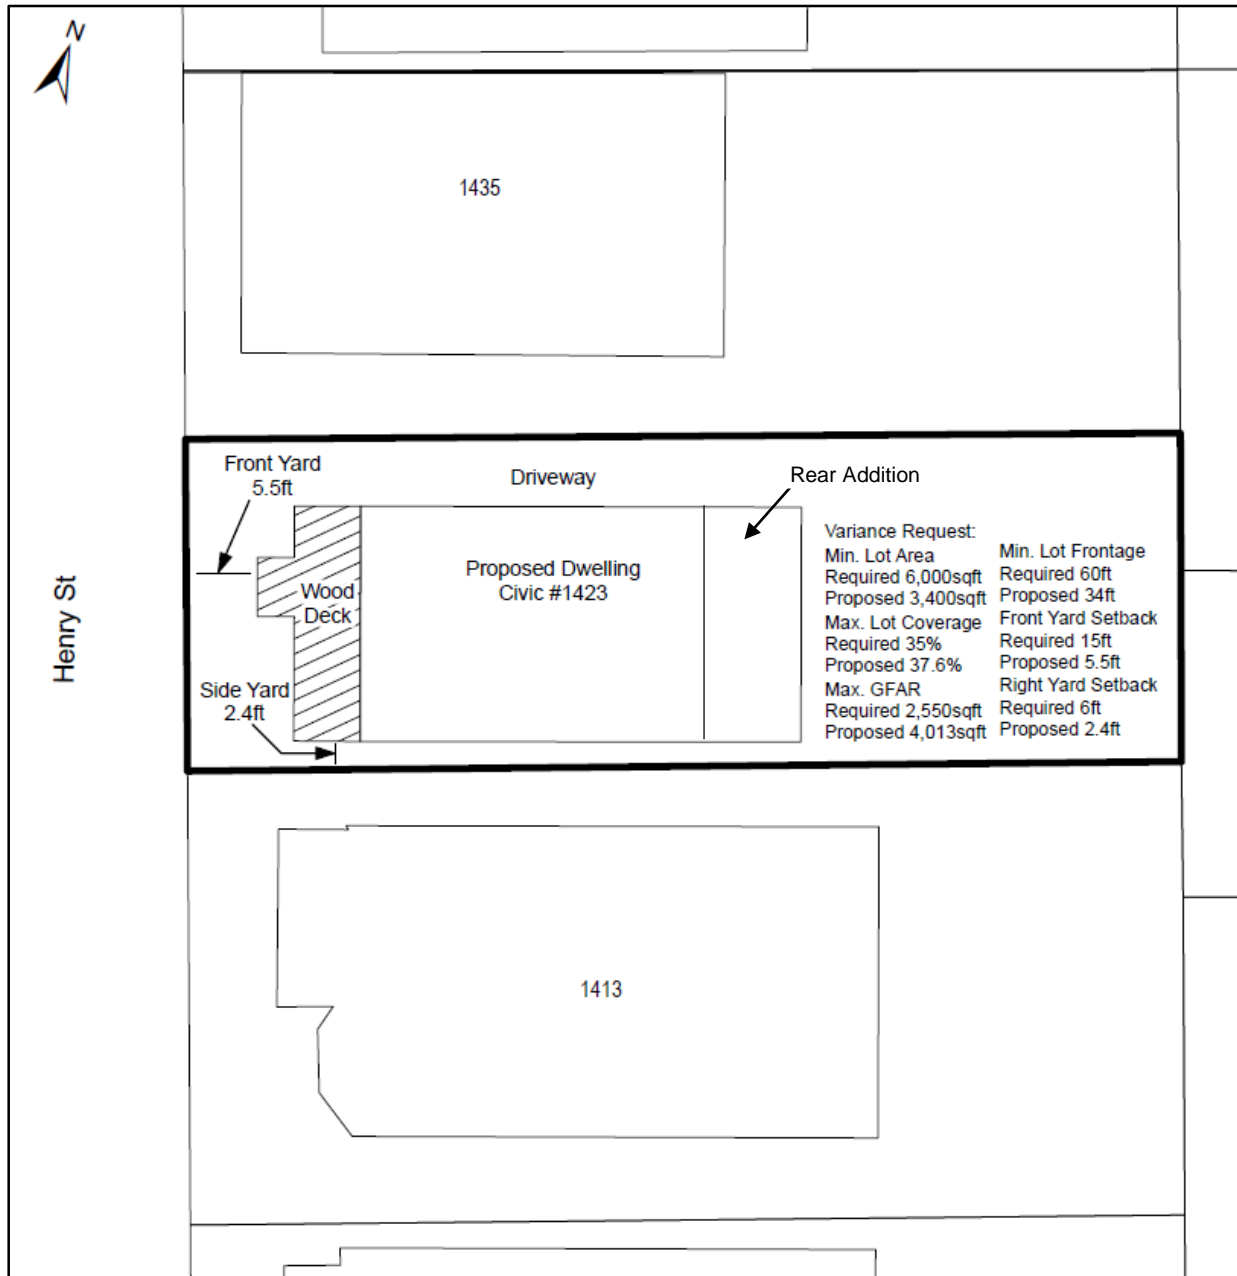 N
1435
Front Yard
5.5ft
Driveway
Rear Addition
Proposed Dwelling
Civic #1423
Wood
Deck
Henry St
Side Yard
2.4ft
Variance Request:
Min. Lot Area
Required 6,000sqft
Proposed 3,400sqft
Max. Lot Coverage
Required 35%
Proposed 37.6%
Max. GFAR
Required 2,550sqft
Proposed 4,013sqft
Min. Lot Frontage
Required 60ft
Proposed 34ft
Front Yard Setback
Required 15ft
Proposed 5.5ft
Right Yard Setback
Required 6ft
Proposed 2.4ft
1413